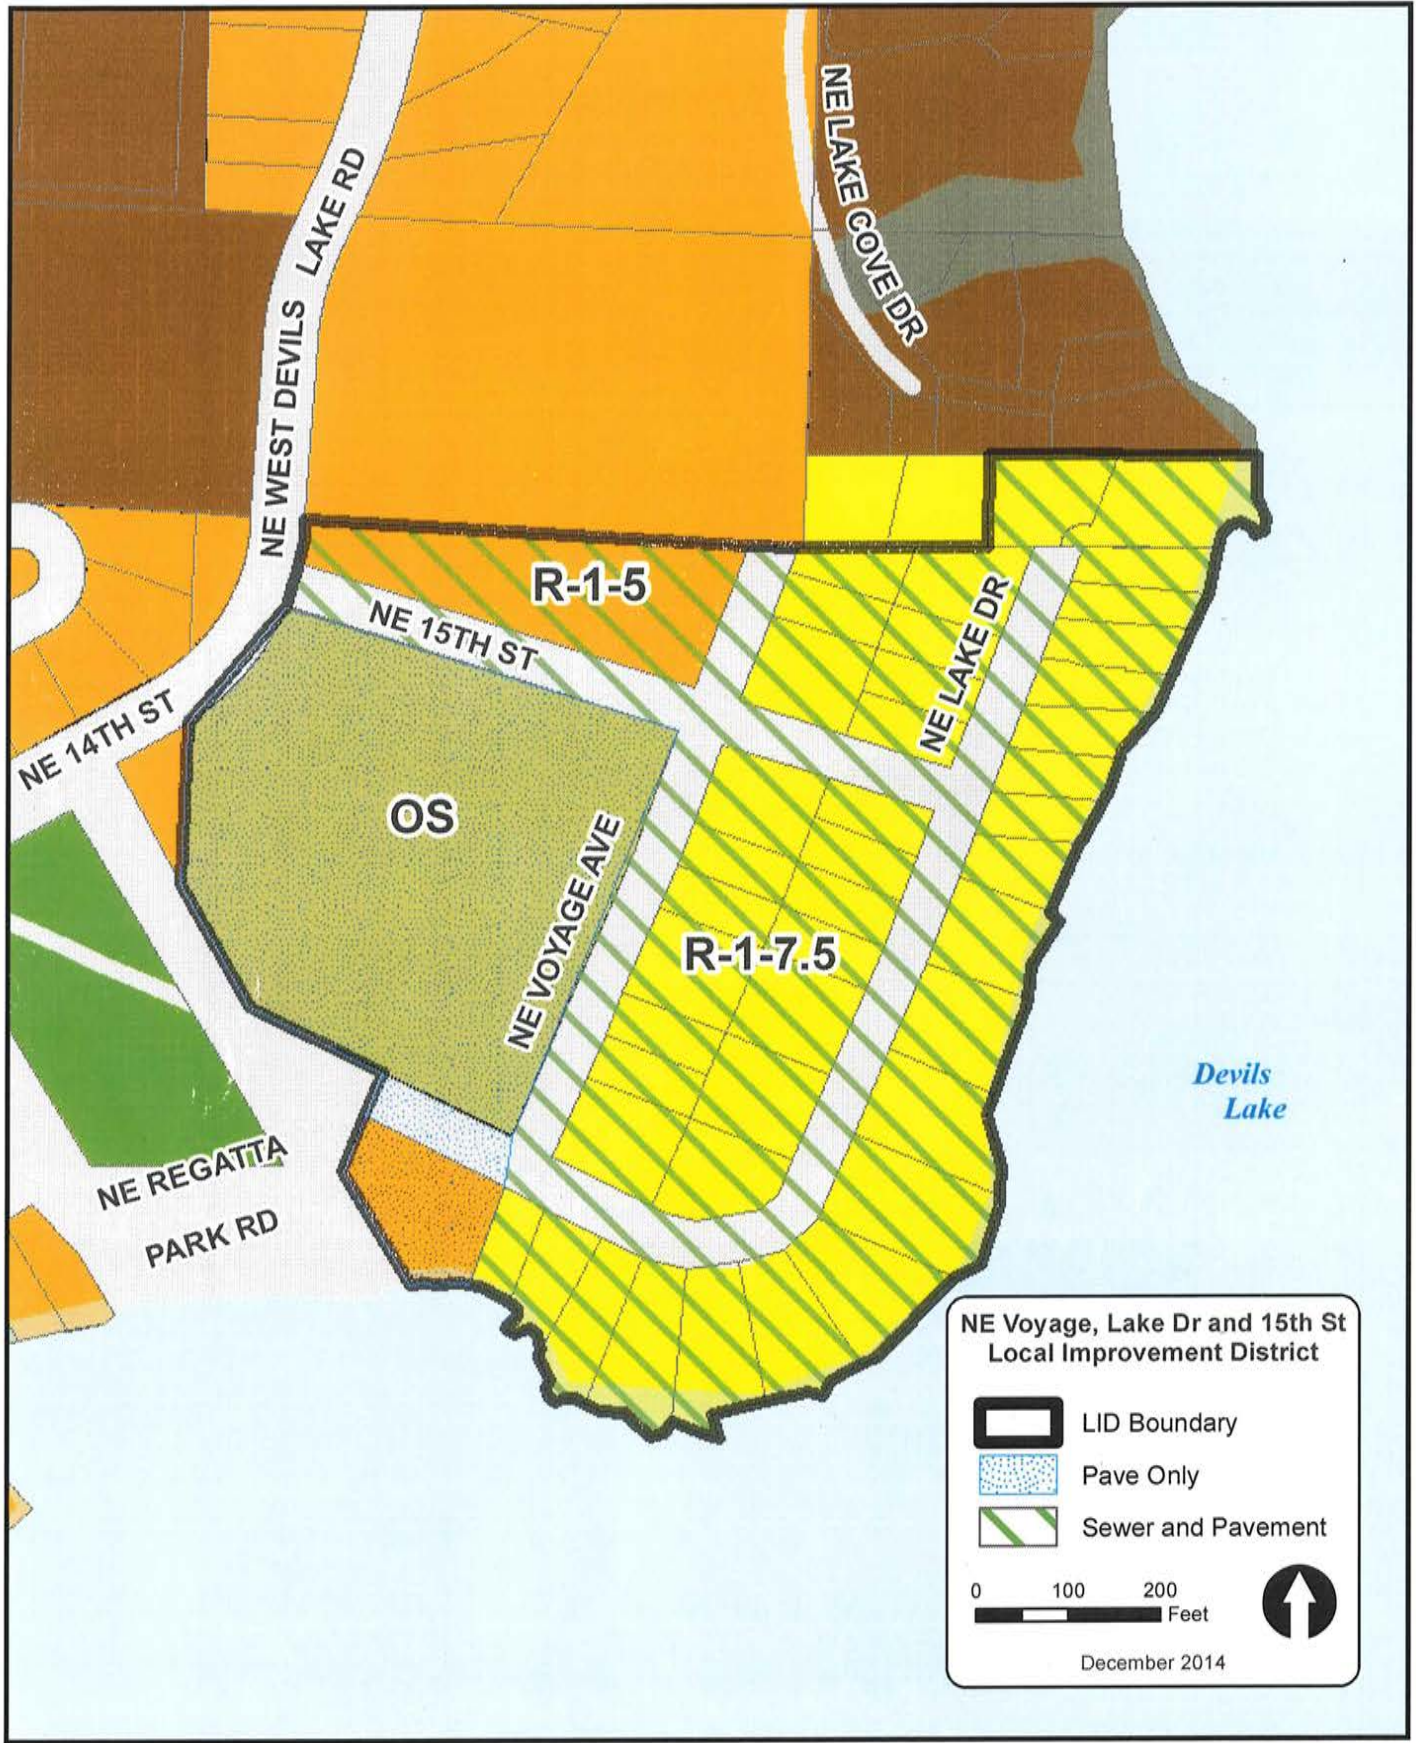 NE LAKE COVE DR
NE WEST DEVILS LAKE RD
R-1-5
NE 15TH ST
NE LAKE DR
NE 14TH ST
OS
NE VOYAGE AVE
R-1-7.5
Devils
Lake
NE REGATTA
PARK RD
NE Voyage, Lake Dr and 15th St
Local Improvement District
LID Boundary
Pave Only
Sewer and Pavement
0 100 200
Feet
December 2014